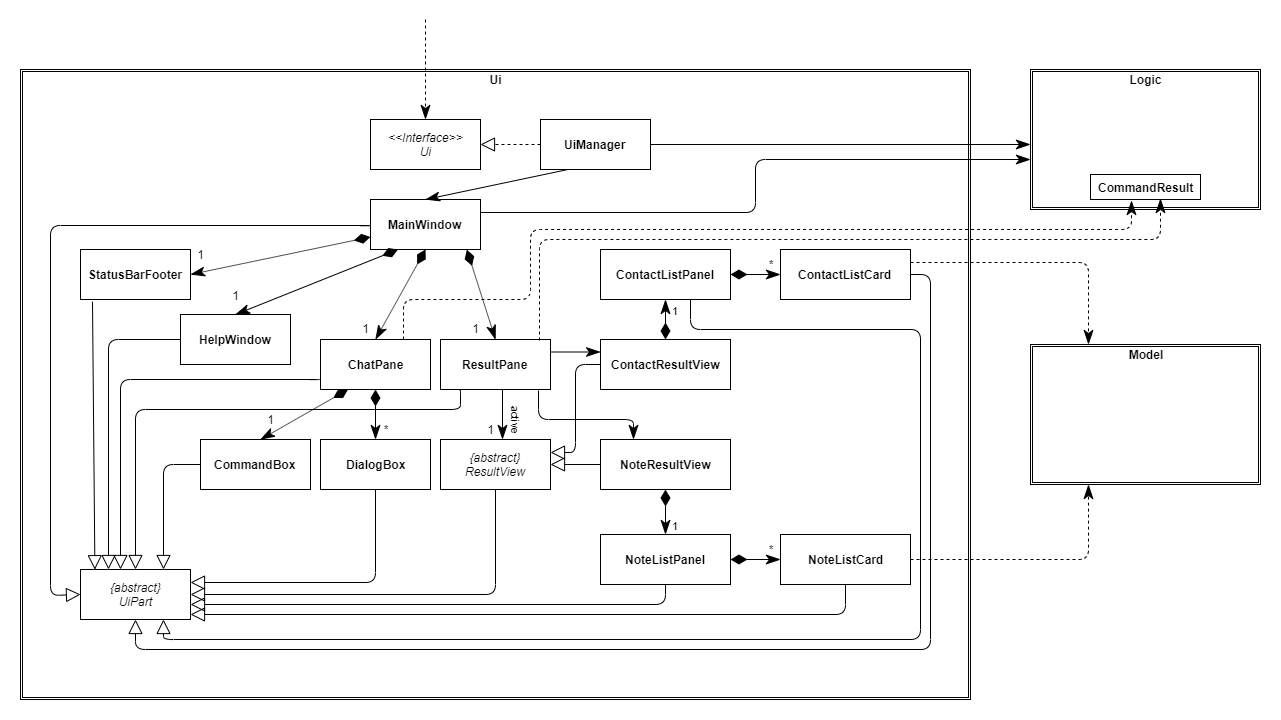 Ui
Logic
<<Interface>>
Ui
UiManager
CommandResult
MainWindow
StatusBarFooter
1
ContactListPanel
*
ContactListCard
1
HelpWindow
1
1
1
ChatPane
ResultPane
ContactResultView
Model
1
*
1
active
CommandBox
DialogBox
{abstract}
ResultView
NoteResultView
1
NoteListPanel
*
NoteListCard
{abstract}
UiPart